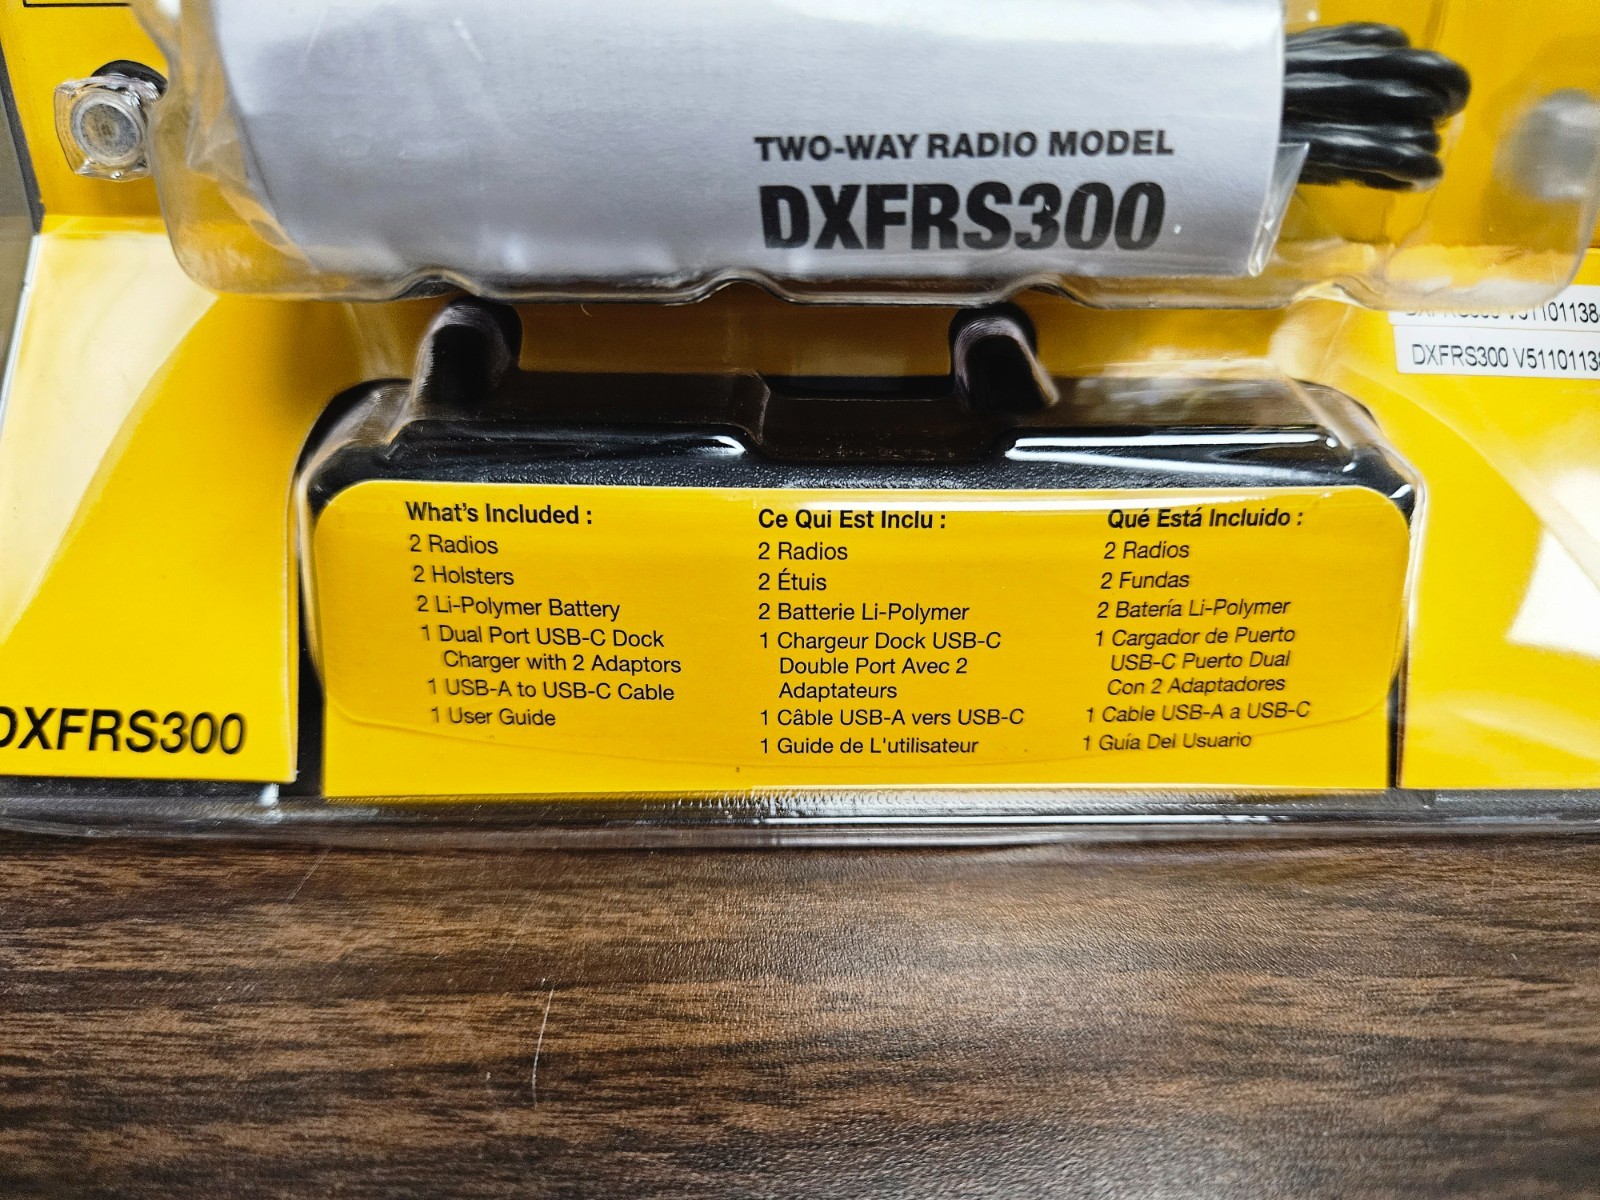 TWO-WAY RADIO MODEL
DXFRS300
DXFRS300 V51101138
What's Included :
2 Radios
2 Holsters
2 Li-Polymer Battery
1 Dual Port USB-C Dock
Charger with 2 Adaptors
1 USB-A to USB-C Cable
1 User Guide
Ce Qui Est Inclu :
2 Radios
2 Étuis
2 Batterie Li-Polymer
1 Chargeur Dock USB-C
Double Port Avec 2
Adaptateurs
1 Câble USB-A vers USB-C
1 Guide de L'utilisateur
Qué Está Incluido :
2 Radios
2 Fundas
2 Batería Li-Polymer
1 Cargador de Puerto
USB-C Puerto Dual
Con 2 Adaptadores
1 Cable USB-A a USB-C
1 Guía Del Usuario
DXFRS300